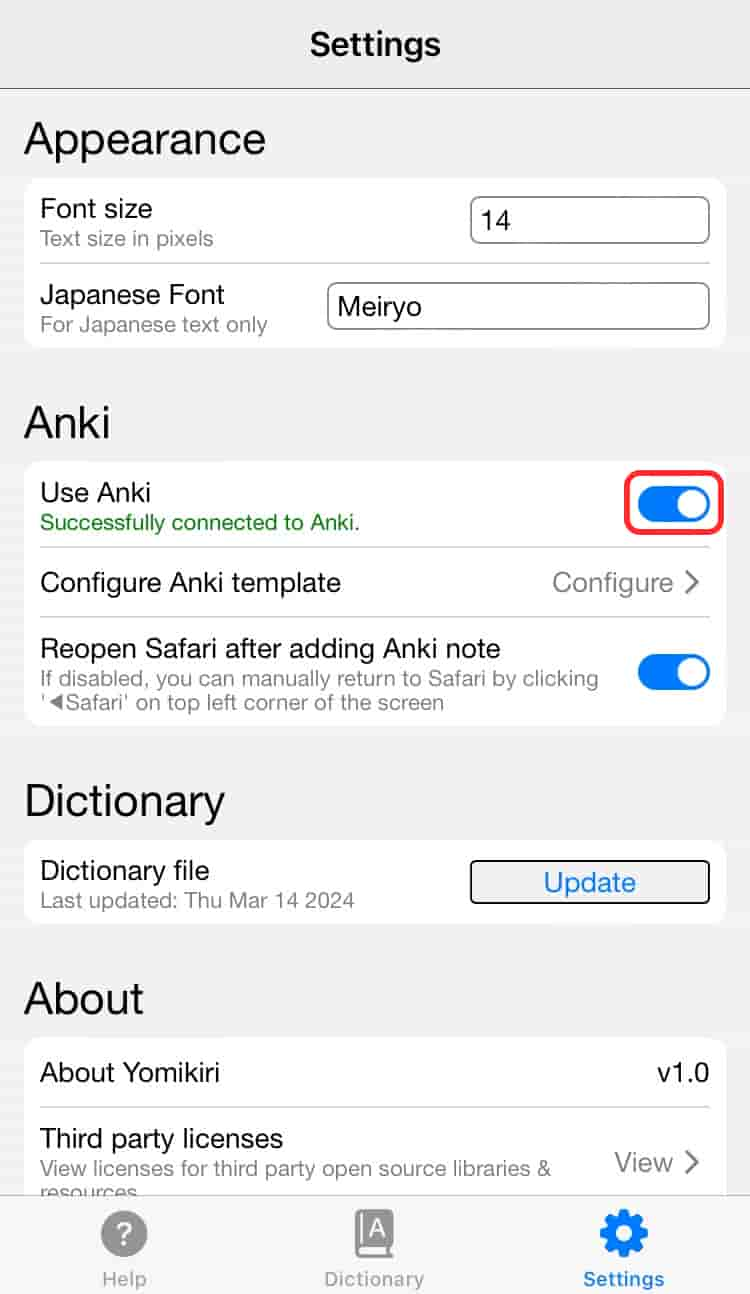 Settings
Appearance
Font size
Text size in pixels
14
Japanese Font
For Japanese text only
Meiryo
Anki
Use Anki
Successfully connected to Anki.
Configure Anki template
Configure
Reopen Safari after adding Anki note
If disabled, you can manually return to Safari by clicking
'◀Safari' on top left corner of the screen
Dictionary
Dictionary file
Last updated: Thu Mar 14 2024
Update
About
About Yomikiri
v1.0
Third party licenses
View licenses for third party open source libraries &
resources
View
?
A
Help
Dictionary
Settings